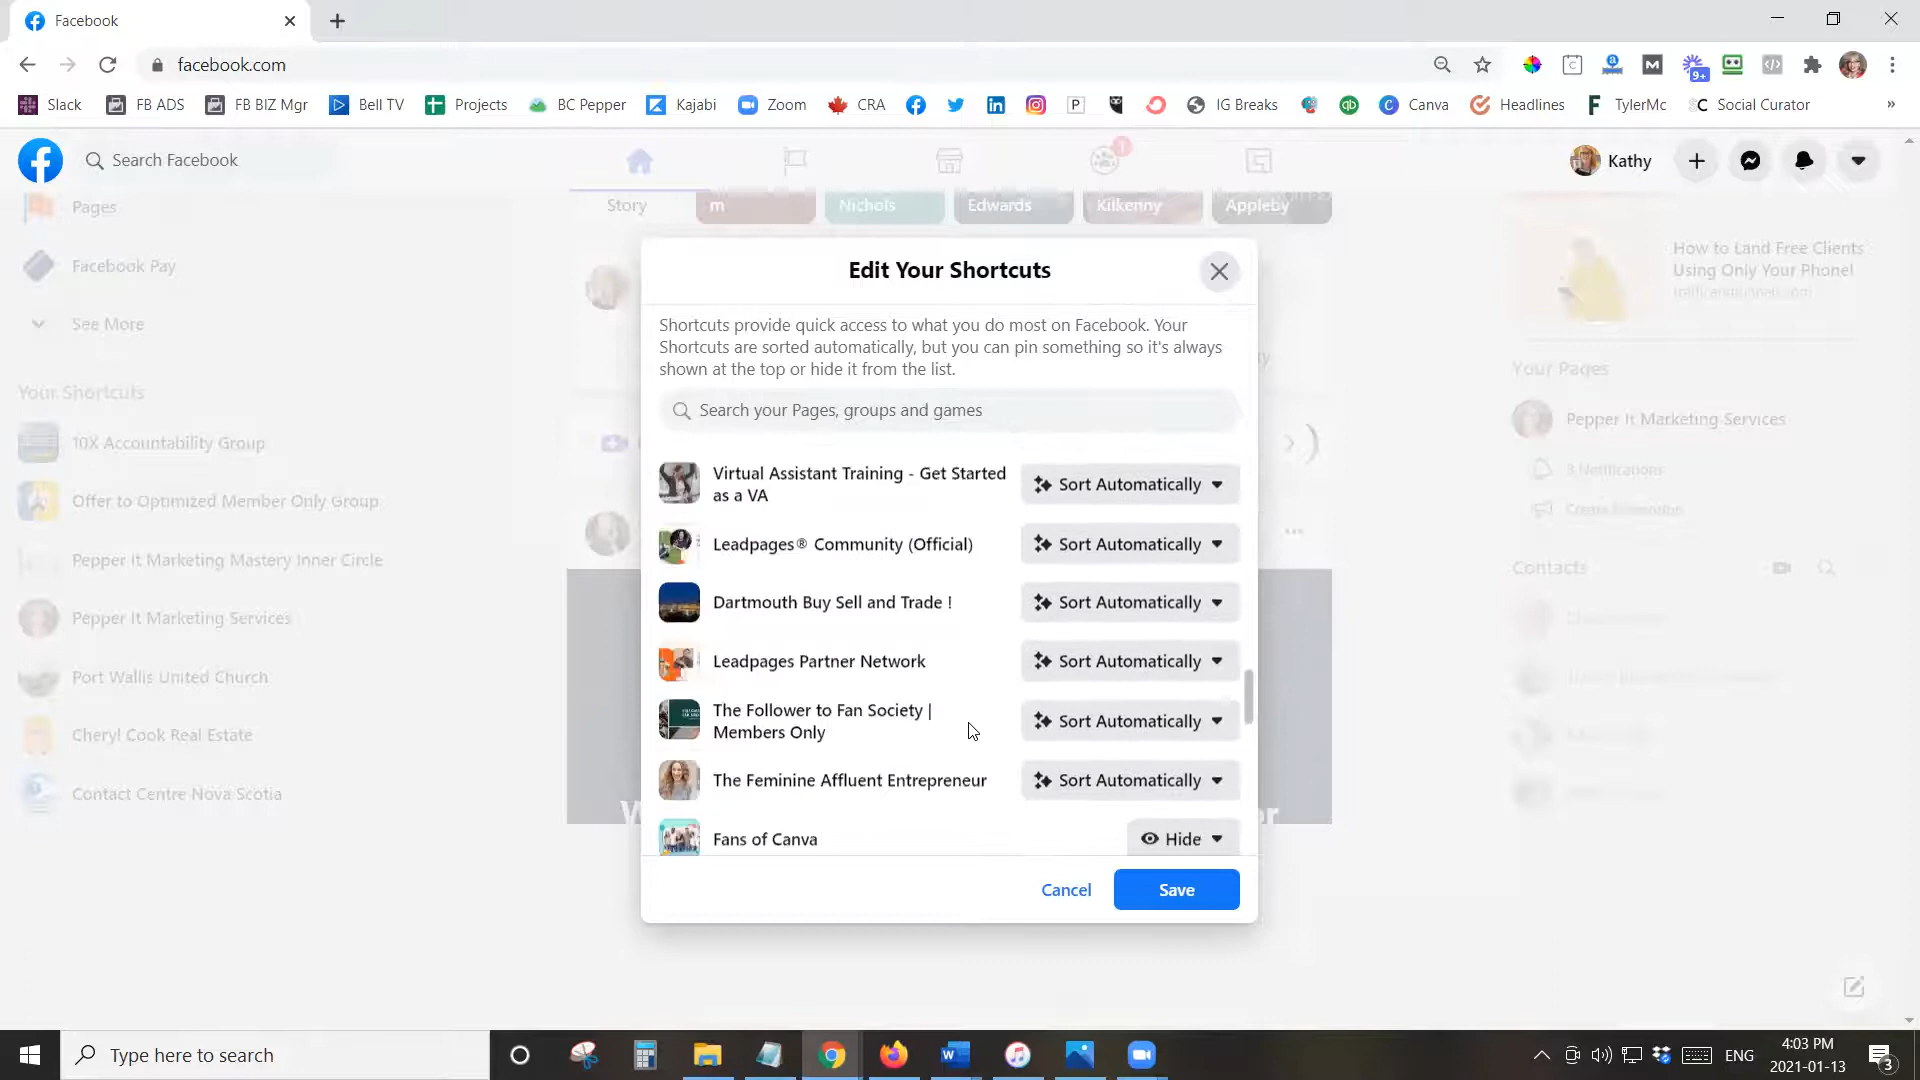 Facebook
facebook.com
9+
Slack
FB ADS
FB BIZ Mgr
Bell TV
Projects
BC Pepper
Kajabi
Zoom
CRA
IG Breaks
Canva
Headlines
TylerMc
Social Curator
Search Facebook
1
Kathy
Pages
Facebook Pay
See More
Your Shortcuts
10X Accountability Group
Offer to Optimized Member Only Group
Pepper It Marketing Mastery Inner Circle
Pepper It Marketing Services
Port Wallis United Church
Cheryl Cook Real Estate
Contact Centre Nova Scotia
Story
m
Nichols
Edwards
Kilkenny
Appleby
Edit Your Shortcuts
Shortcuts provide quick access to what you do most on Facebook. Your
Shortcuts are sorted automatically, but you can pin something so it's always
shown at the top or hide it from the list.
Search your Pages, groups and games
Virtual Assistant Training - Get Started
as a VA
Sort Automatically
Leadpages® Community (Official)
Sort Automatically
Dartmouth Buy Sell and Trade !
Sort Automatically
Leadpages Partner Network
Sort Automatically
The Follower to Fan Society |
Members Only
Sort Automatically
The Feminine Affluent Entrepreneur
Sort Automatically
Fans of Canva
Hide
Cancel
Save
How to Land Free Clients
Using Only Your Phone!
Your Pages
Pepper It Marketing Services
3 Notifications
Create Promotion
Contacts
Type here to search
ENG
4:03 PM
2021-01-13
3